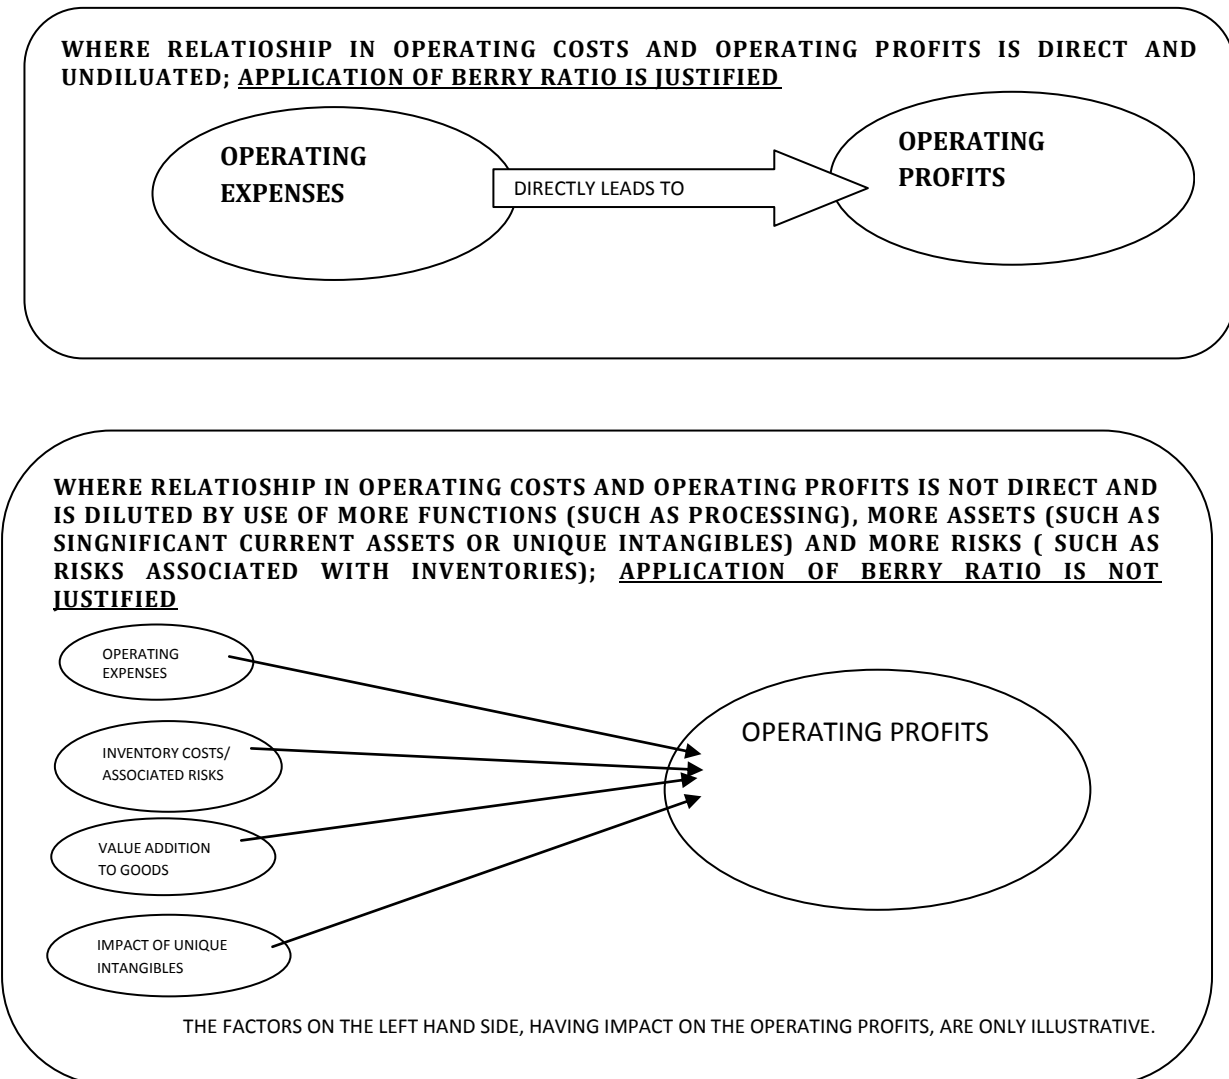 WHERE RELATIOSHIP IN OPERATING COSTS AND OPERATING PROFITS IS DIRECT AND
UNDILUATED; APPLICATION OF BERRY RATIO IS JUSTIFIED
OPERATING
EXPENSES
DIRECTLY LEADS TO
OPERATING
PROFITS
WHERE RELATIOSHIP IN OPERATING COSTS AND OPERATING PROFITS IS NOT DIRECT AND
IS DILUTED BY USE OF MORE FUNCTIONS (SUCH AS PROCESSING), MORE ASSETS (SUCH AS
SINGNIFICANT CURRENT ASSETS OR UNIQUE INTANGIBLES) AND MORE RISKS ( SUCH AS
RISKS ASSOCIATED WITH INVENTORIES); APPLICATION OF BERRY RATIO IS NOT
JUSTIFIED
OPERATING
EXPENSES
INVENTORY COSTS/
ASSOCIATED RISKS
VALUE ADDITION
TO GOODS
IMPACT OF UNIQUE
INTANGIBLES
OPERATING PROFITS
THE FACTORS ON THE LEFT HAND SIDE, HAVING IMPACT ON THE OPERATING PROFITS, ARE ONLY ILLUSTRATIVE.